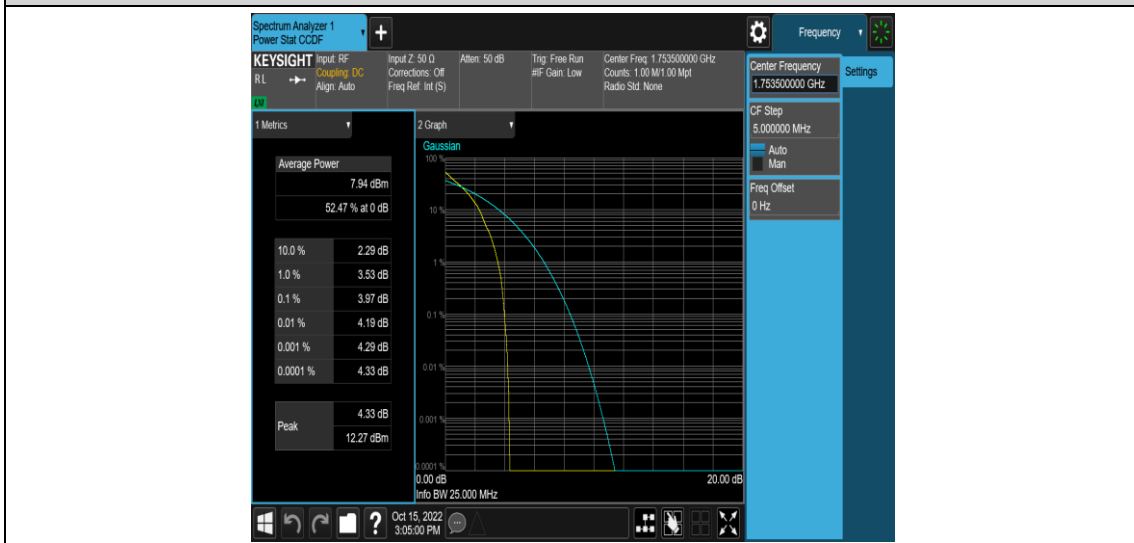 Spectrum Analyzer 1
Power Stat CCDF
+
Frequency
KEYSIGHT
RL
LXI
Input: RF
Coupling: DC
Align: Auto
Input Z: 50 Ω
Corrections: Off
Freq Ref: Int (S)
Atten: 50 dB
Trig: Free Run
#IF Gain: Low
Center Freq: 1.753500000 GHz
Counts: 1.00 M/1.00 Mpt
Radio Std: None
Center Frequency
1.753500000 GHz
Settings
CF Step
5.000000 MHz
Auto
Man
Freq Offset
0 Hz
1 Metrics
Average Power
7.94 dBm
52.47 % at 0 dB
10.0 % 2.29 dB
1.0 % 3.53 dB
0.1 % 3.97 dB
0.01 % 4.19 dB
0.001 % 4.29 dB
0.0001 % 4.33 dB
Peak
4.33 dB
12.27 dBm
2 Graph
Gaussian
100 %
10 %
1 %
0.1 %
0.01 %
0.001 %
0.0001 %
0.00 dB 20.00 dB
Info BW 25.000 MHz
?
Oct 15, 2022
3:05:00 PM